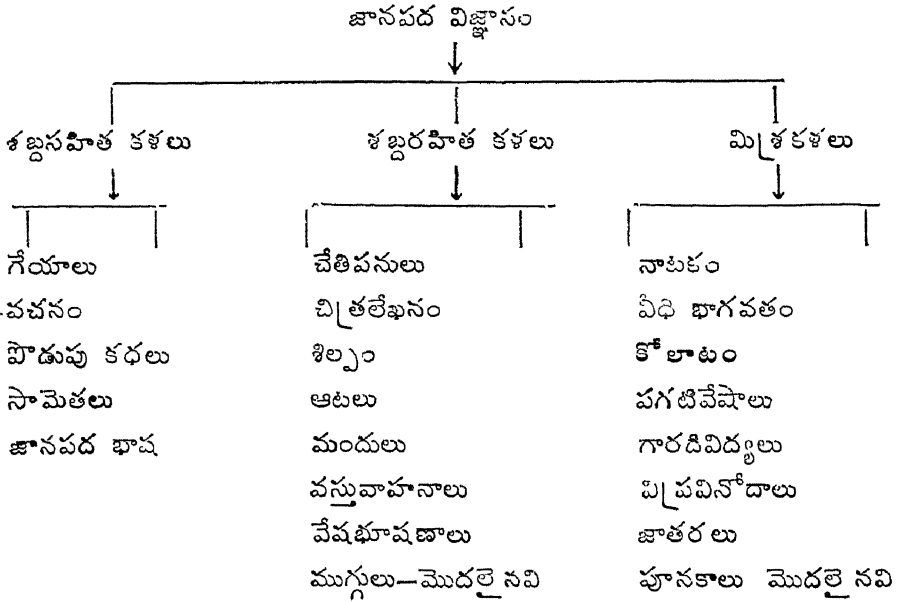 జానపద విజ్ఞానం
శబ్దసహిత కళలు
శబ్దరహిత కళలు
మిశ్రకళలు
గేయాలు
వచనం
పొడుపు కధలు
సామెతలు
జానపద భాష
చేతిపనులు
చిత్రలేఖనం
శిల్పం
ఆటలు
మందులు
వస్తువాహనాలు
వేషభూషణాలు
ముగ్గులు—మొదలైనవి
నాటకం
వీధి భాగవతం
కోలాటం
పగటివేషాలు
గారడివిద్యలు
విప్రవినోదాలు
జాతరలు
పూనకాలు మొదలైనవి